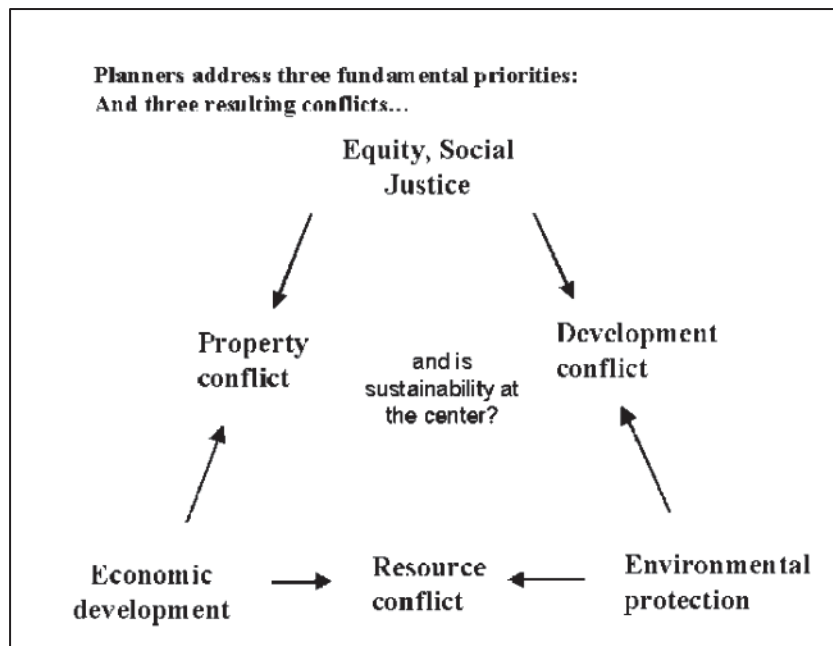 Planners address three fundamental priorities:
And three resulting conflicts...
Equity, Social
Justice
Property
conflict
and is
sustainability at
the center?
Development
conflict
Economic
development
Resource
conflict
Environmental
protection